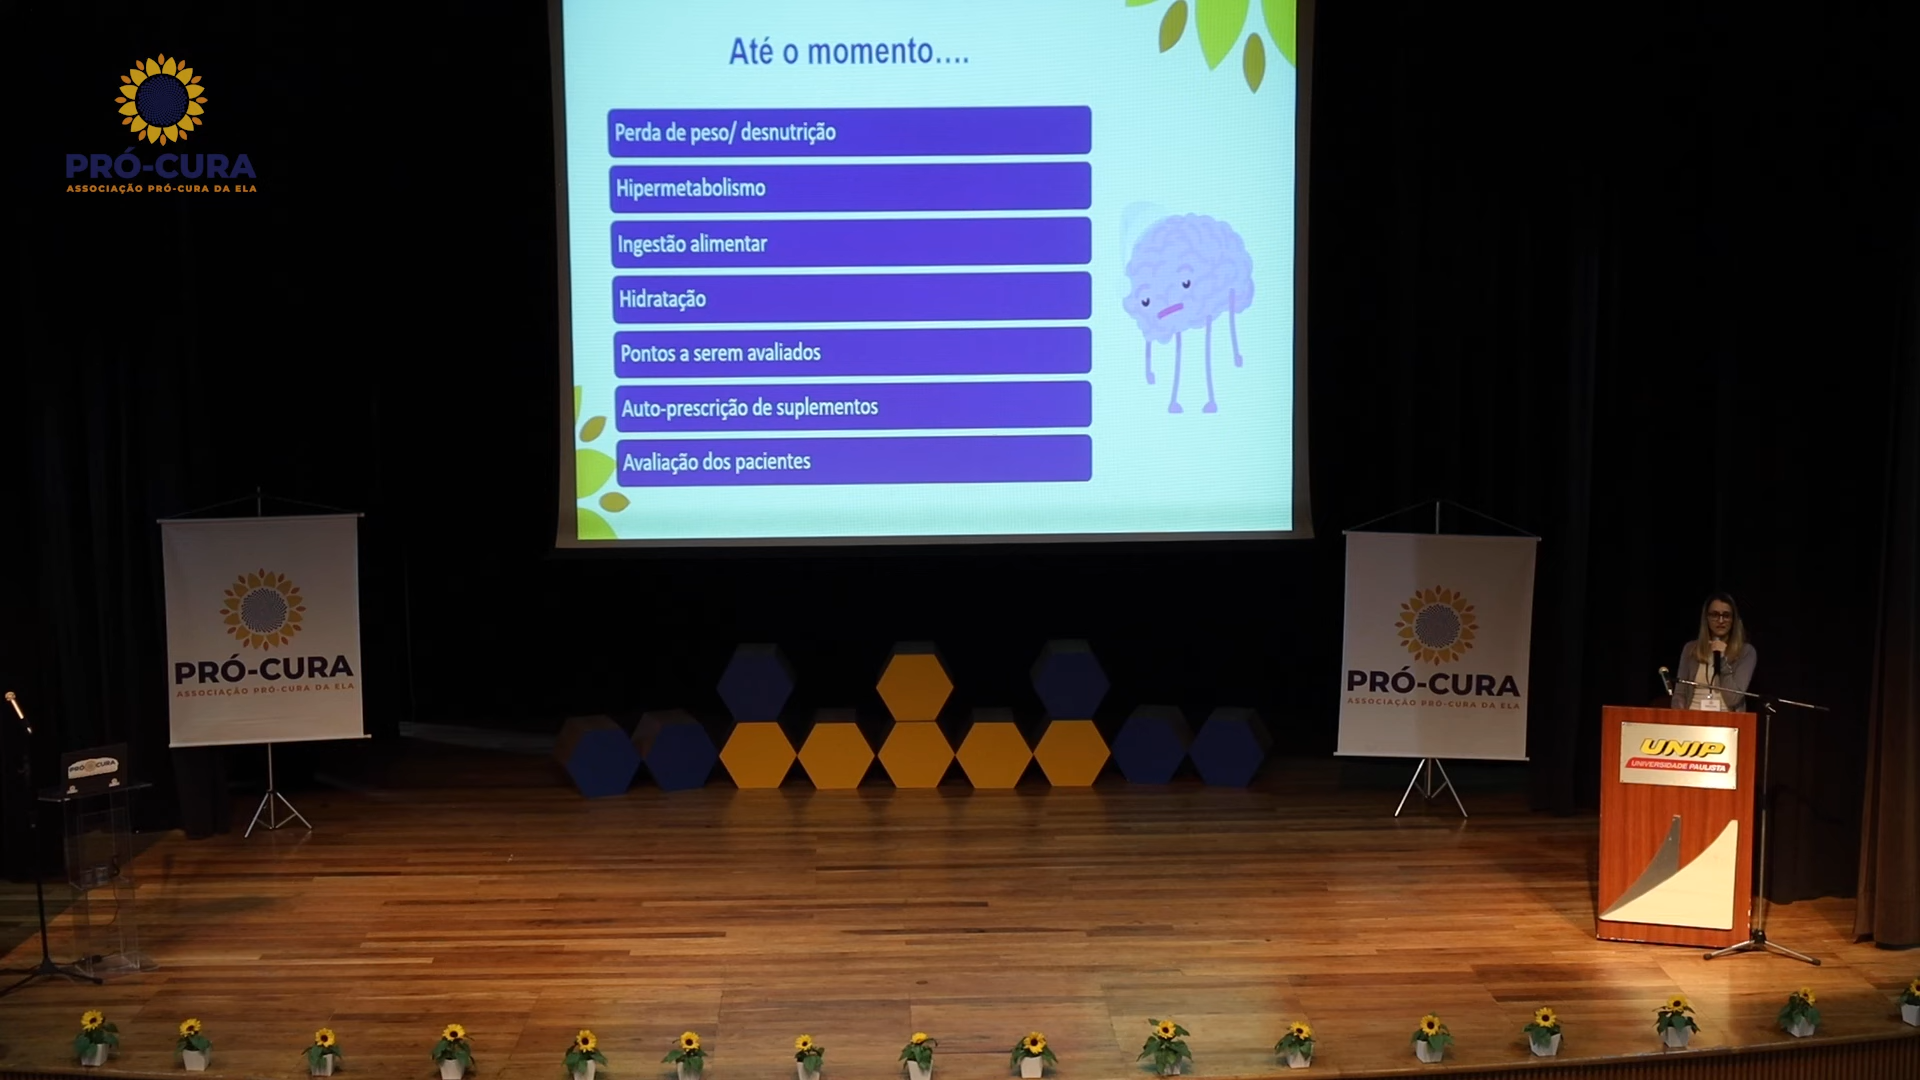 PRÓ-CURA
ASSOCIAÇÃO PRÓ-CURA DA ELA
Até o momento....
Perda de peso/ desnutrição
Hipermetabolismo
Ingestão alimentar
Hidratação
Pontos a serem avaliados
Auto-prescrição de suplementos
Avaliação dos pacientes
PRÓ-CURA
ASSOCIAÇÃO PRÓ-CURA DA ELA
PRÓ-CURA
ASSOCIAÇÃO PRÓ-CURA DA ELA
PRÓ CURA
UNIP
UNIVERSIDADE PAULISTA